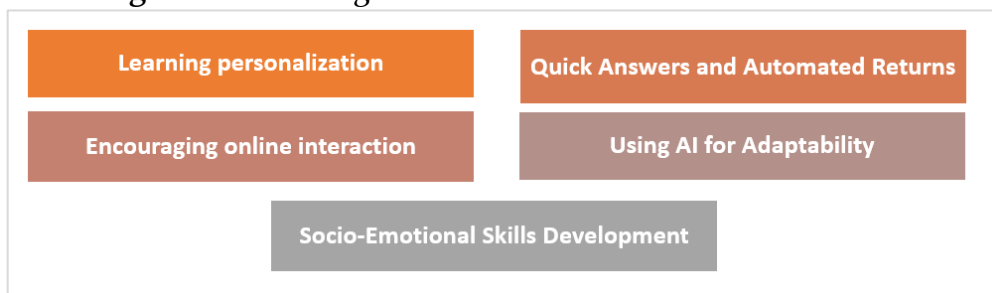 Learning personalization
Quick Answers and Automated Returns
Encouraging online interaction
Using AI for Adaptability
Socio-Emotional Skills Development